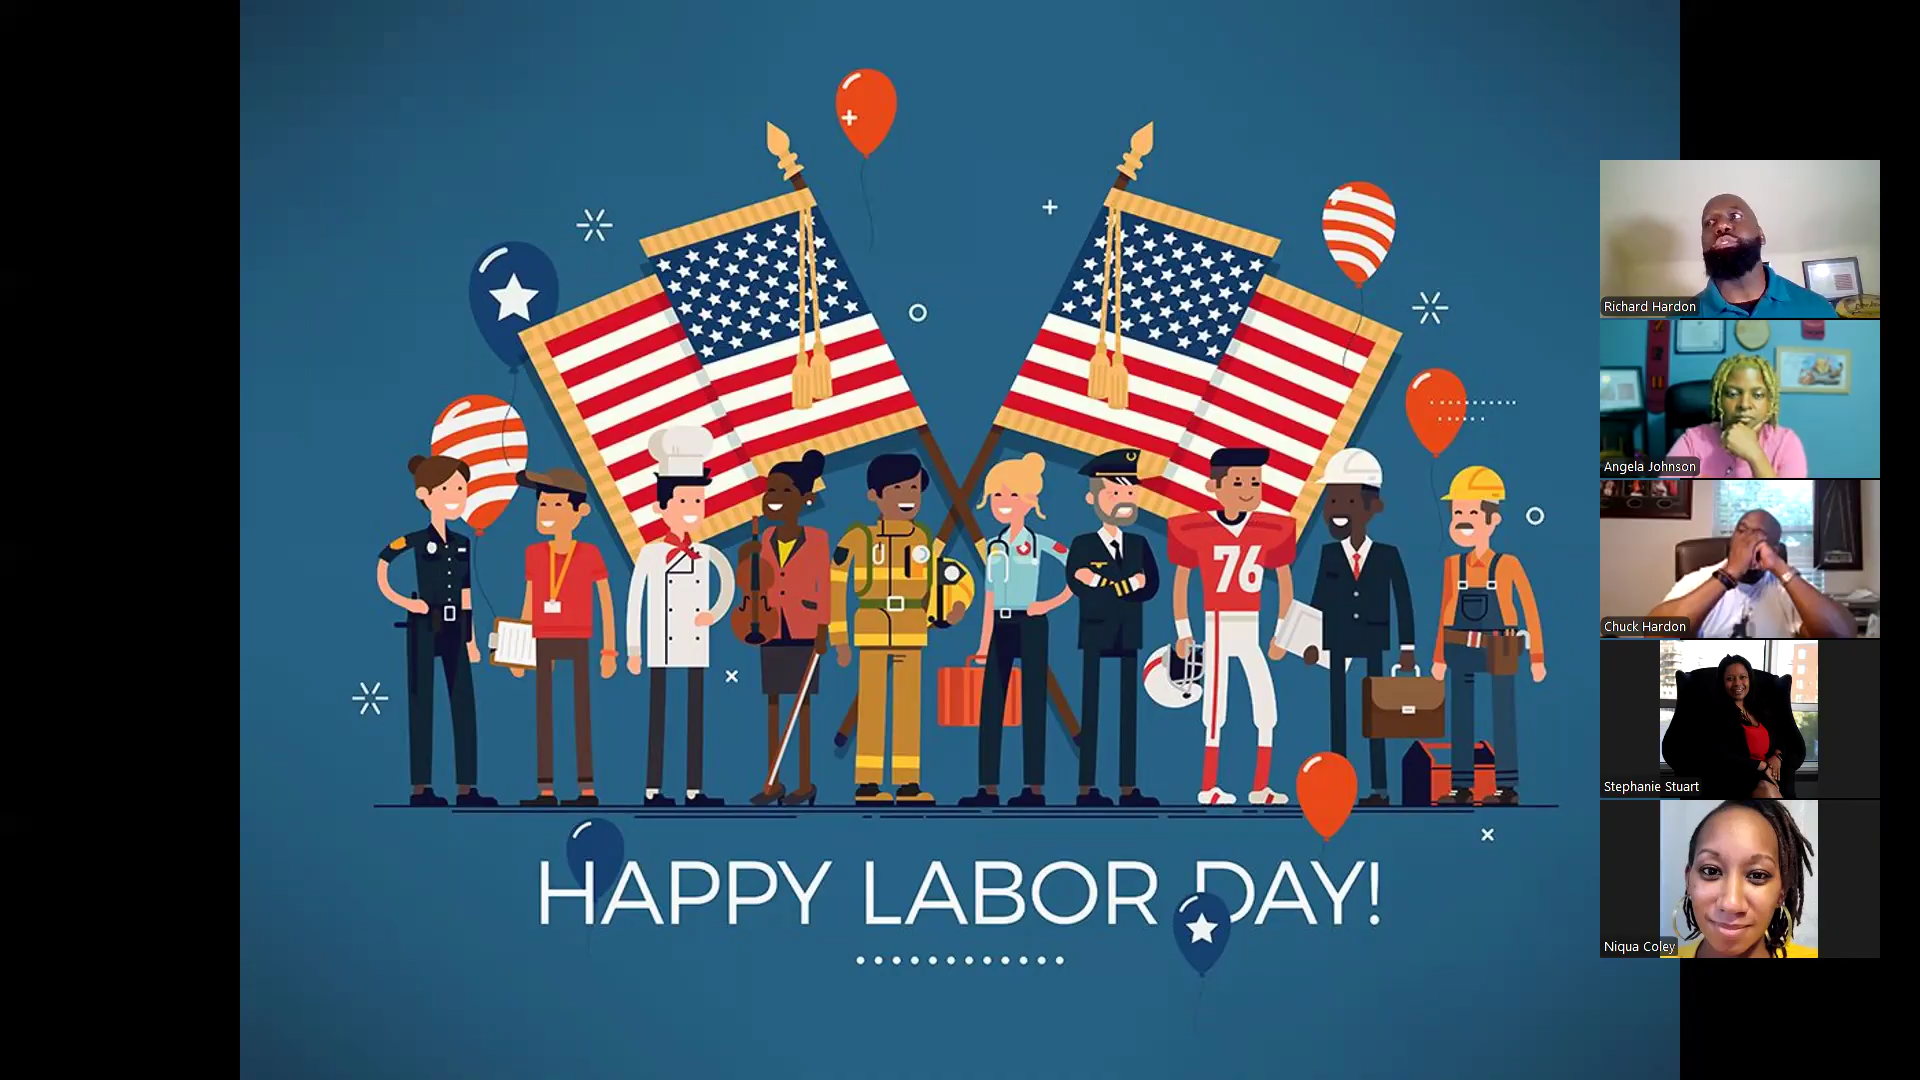 76
HAPPY LABOR DAY!
Richard Hardon
Angela Johnson
Chuck Hardon
Stephanie Stuart
Niqua Coley